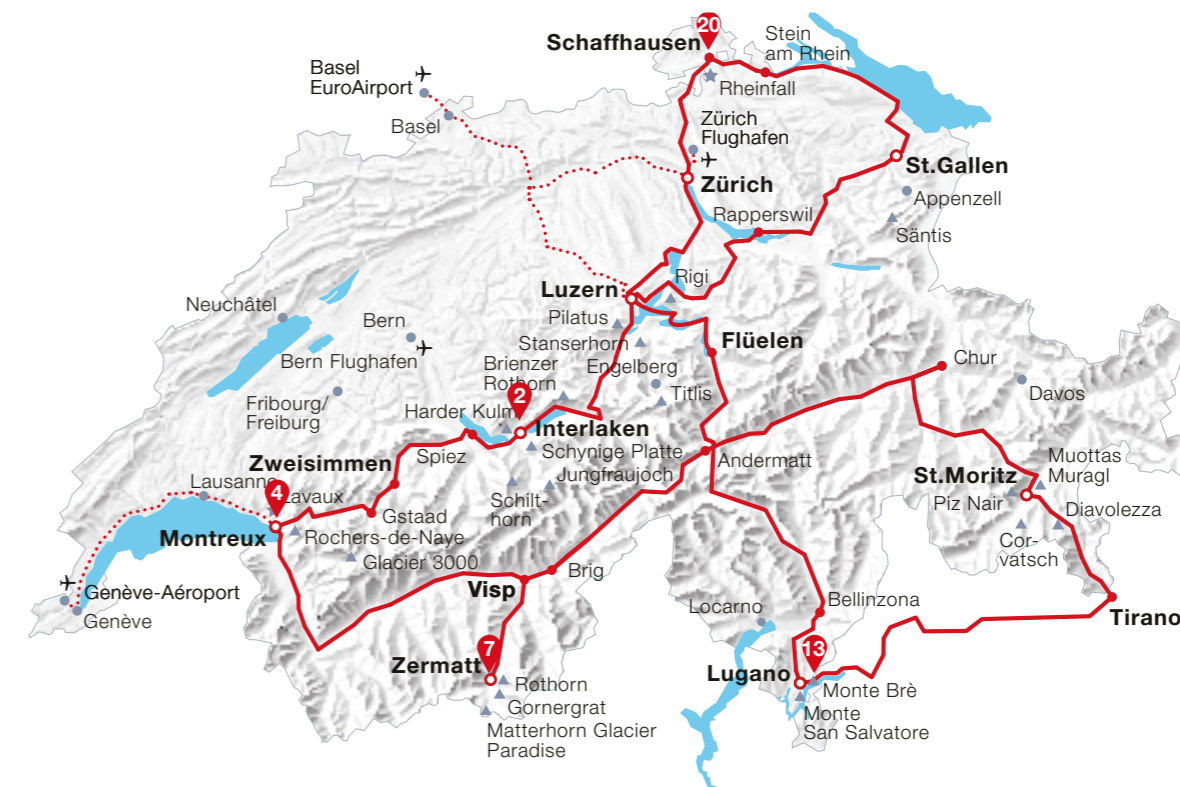 20
Schaffhausen
Stein
am Rhein
Basel
EuroAirport
Rheinfall
Basel
Zürich
Flughafen
St.Gallen
Zürich
Appenzell
Rapperswil
Säntis
Rigi
Luzern
Neuchâtel
Pilatus
Bern
Stanserhorn
Flüelen
Bern Flughafen
Brienzer
Rothorn
Engelberg
Chur
Davos
Titlis
2
Fribourg/
Freiburg
Harder Kulm
Interlaken
Schynige Platte
Spiez
Zweisimmen
Jungfraujoch
Andermatt
Muottas
Muragl
St.Moritz
Lausanne
4
Lavaux
Schilt-
horn
Piz Nair
Diavolezza
Gstaad
Montreux
Rochers-de-Naye
Cor-
vatsch
Glacier 3000
Brig
Visp
Genève-Aéroport
Genève
Locarno
Bellinzona
Tirano
7
13
Zermatt
Lugano
Rothorn
Monte Brè
Gornergrat
Monte
San Salvatore
Matterhorn Glacier
Paradise